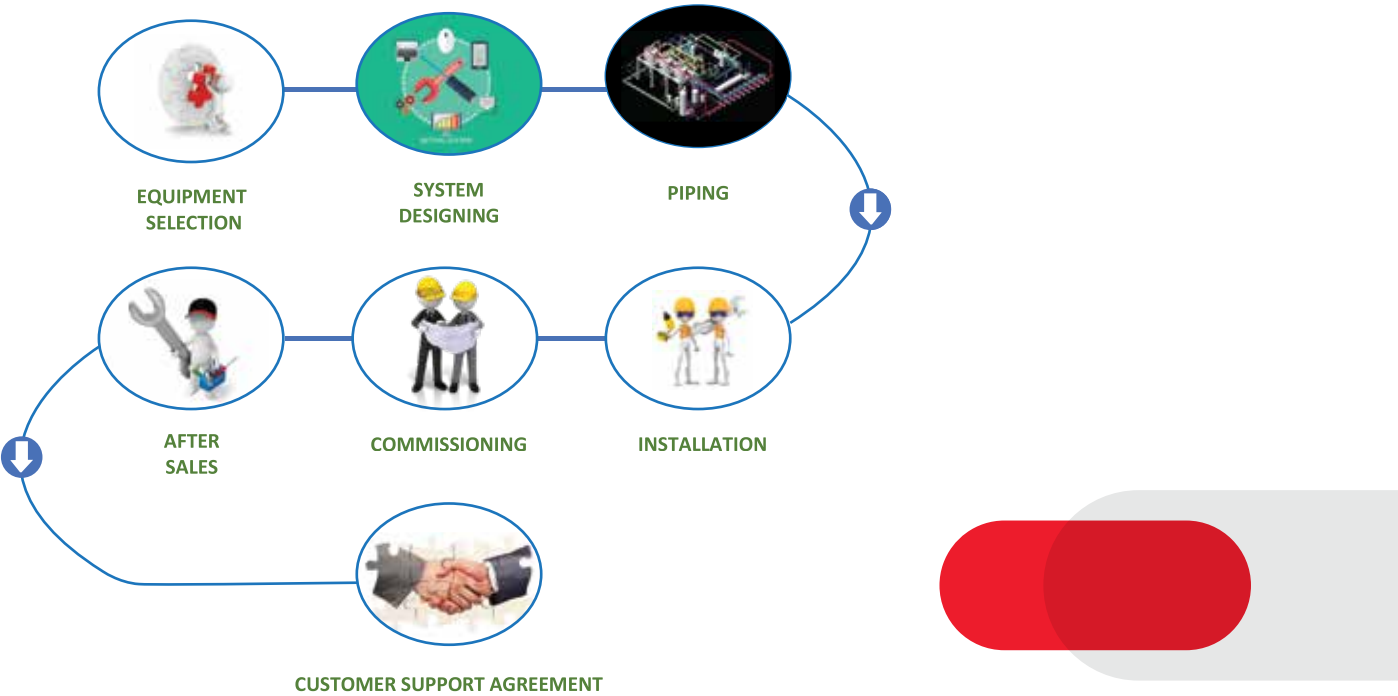 EQUIPMENT
SELECTION
SYSTEM
DESIGNING
PIPING
AFTER
SALES
COMMISSIONING
INSTALLATION
CUSTOMER SUPPORT AGREEMENT